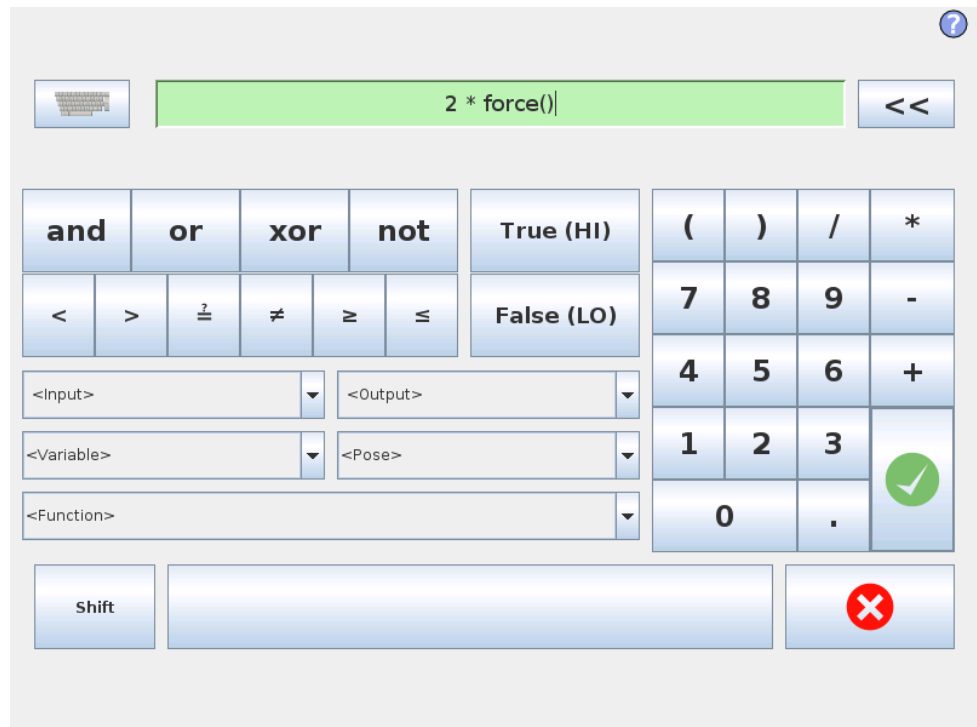 ?
2 * force()
<<
and or xor not True (HI) ( ) / *
< > ≟ ≠ ≥ ≤ False (LO) 7 8 9 -
<Input> <Output> 4 5 6 +
<Variable> <Pose> 1 2 3
<Function> 0 .
Shift